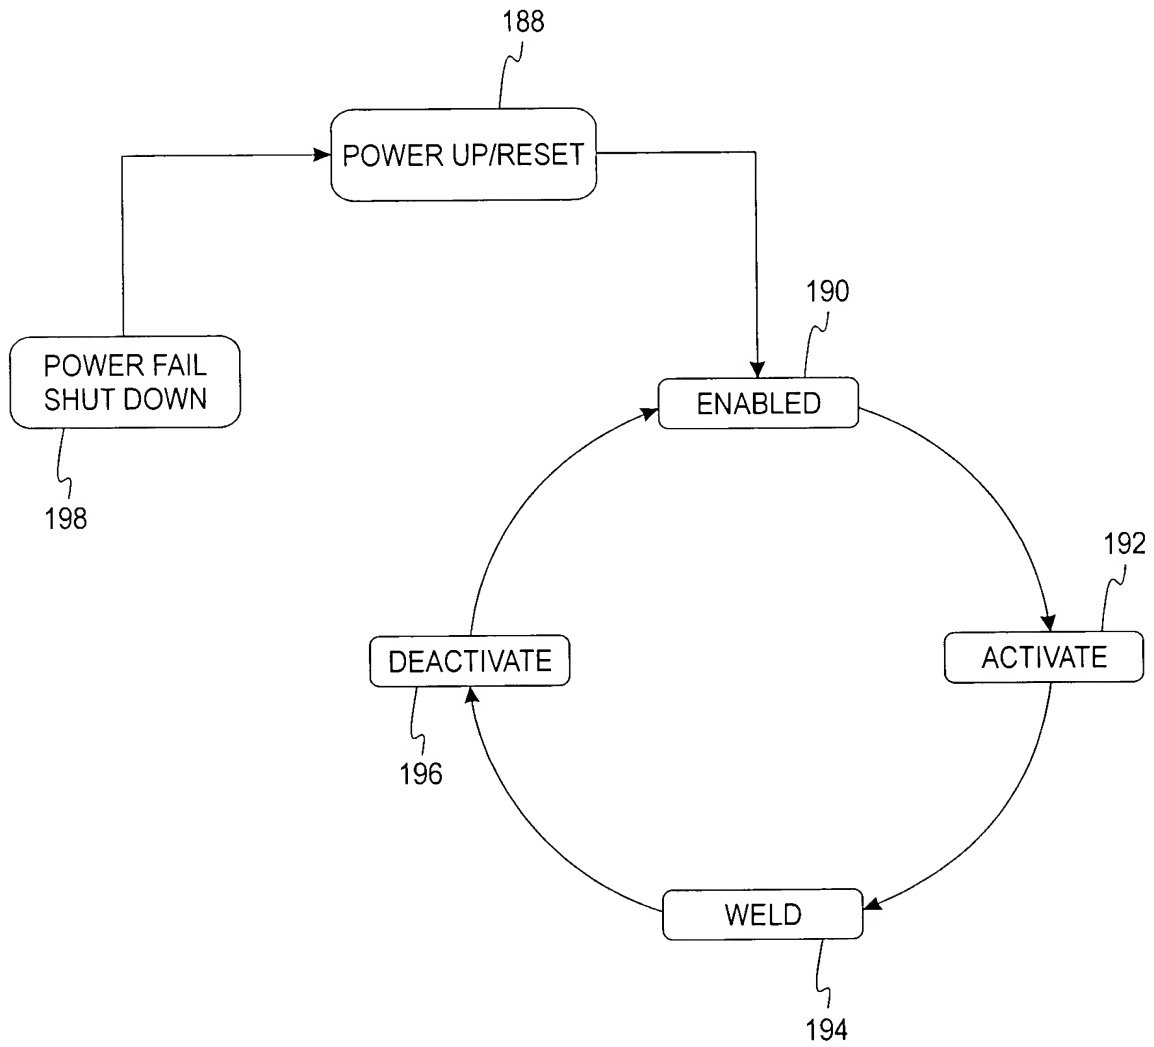 188
POWER UP/RESET
190
POWER FAIL
SHUT DOWN
ENABLED
198
192
DEACTIVATE
ACTIVATE
196
WELD
194